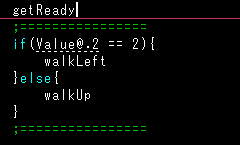 getReady
;================
if(Value@.2 == 2){
    walkLeft
}else{
    walkUp
}
;================